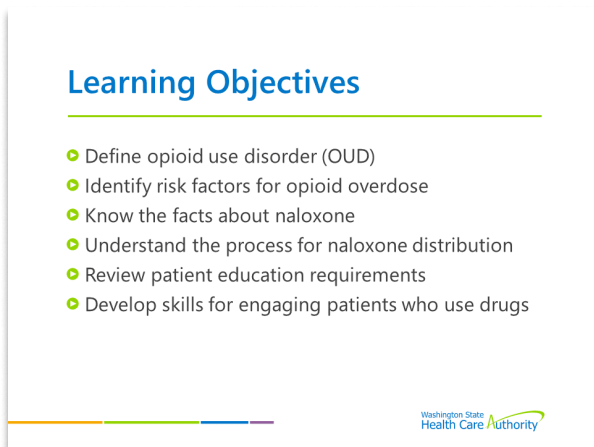 Learning Objectives
Define opioid use disorder (OUD)
Identify risk factors for opioid overdose
Know the facts about naloxone
Understand the process for naloxone distribution
Review patient education requirements
Develop skills for engaging patients who use drugs
Washington State
Health Care Authority